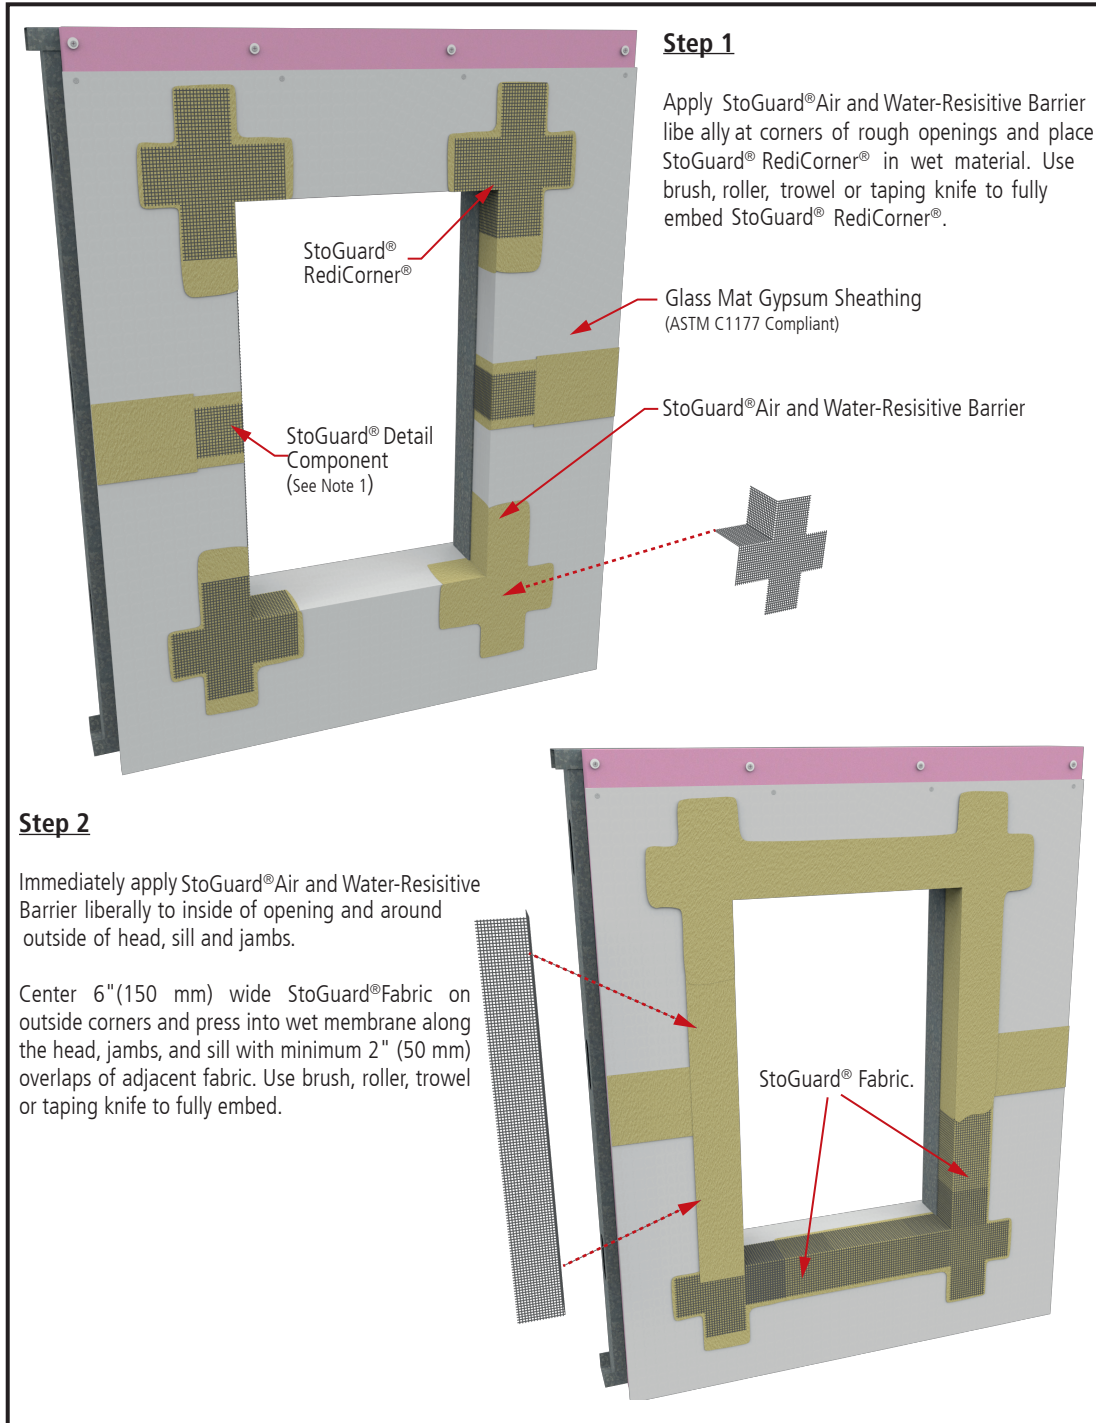 Step 1
Apply StoGuard®Air and Water-Resisitive Barrier
libe ally at corners of rough openings and place
StoGuard® RediCorner® in wet material. Use
brush, roller, trowel or taping knife to fully
embed StoGuard® RediCorner®.
StoGuard®
RediCorner®
Glass Mat Gypsum Sheathing
(ASTM C1177 Compliant)
StoGuard®Air and Water-Resisitive Barrier
StoGuard® Detail
Component
(See Note 1)
Step 2
Immediately apply StoGuard®Air and Water-Resisitive
Barrier liberally to inside of opening and around
outside of head, sill and jambs.
Center 6"(150 mm) wide StoGuard®Fabric on
outside corners and press into wet membrane along
the head, jambs, and sill with minimum 2" (50 mm)
overlaps of adjacent fabric. Use brush, roller, trowel
or taping knife to fully embed.
StoGuard® Fabric.